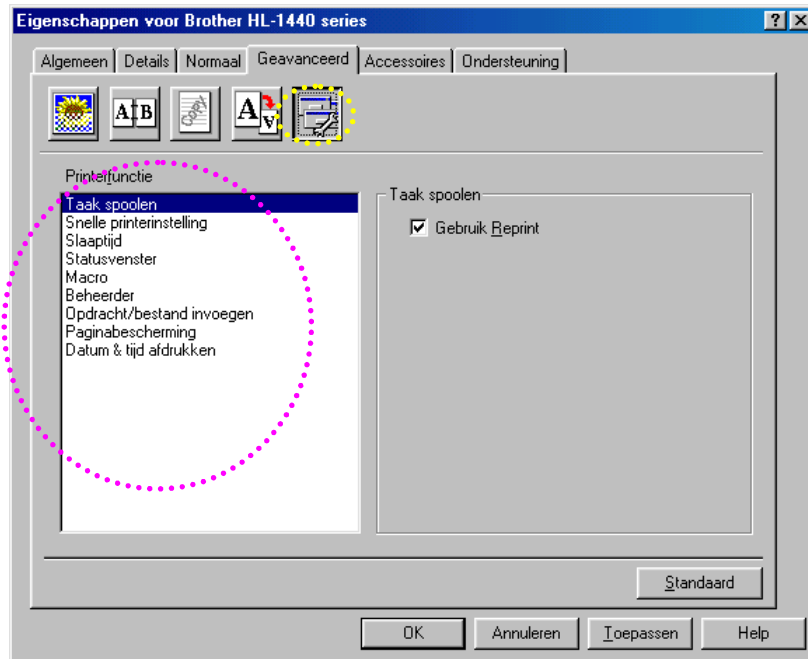 Eigenschappen voor Brother HL-1440 series
Algemeen Details Normaal Geavanceerd Accessoires Ondersteuning
A B COPY A A
Printerfunctie
Taak spoolen
Snelle printerinstelling
Slaaptijd
Statusvenster
Macro
Beheerder
Opdracht/bestand invoegen
Paginabescherming
Datum & tijd afdrukken
Taak spoolen
Gebruik Reprint
Standaard
OK Annuleren Toepassen Help